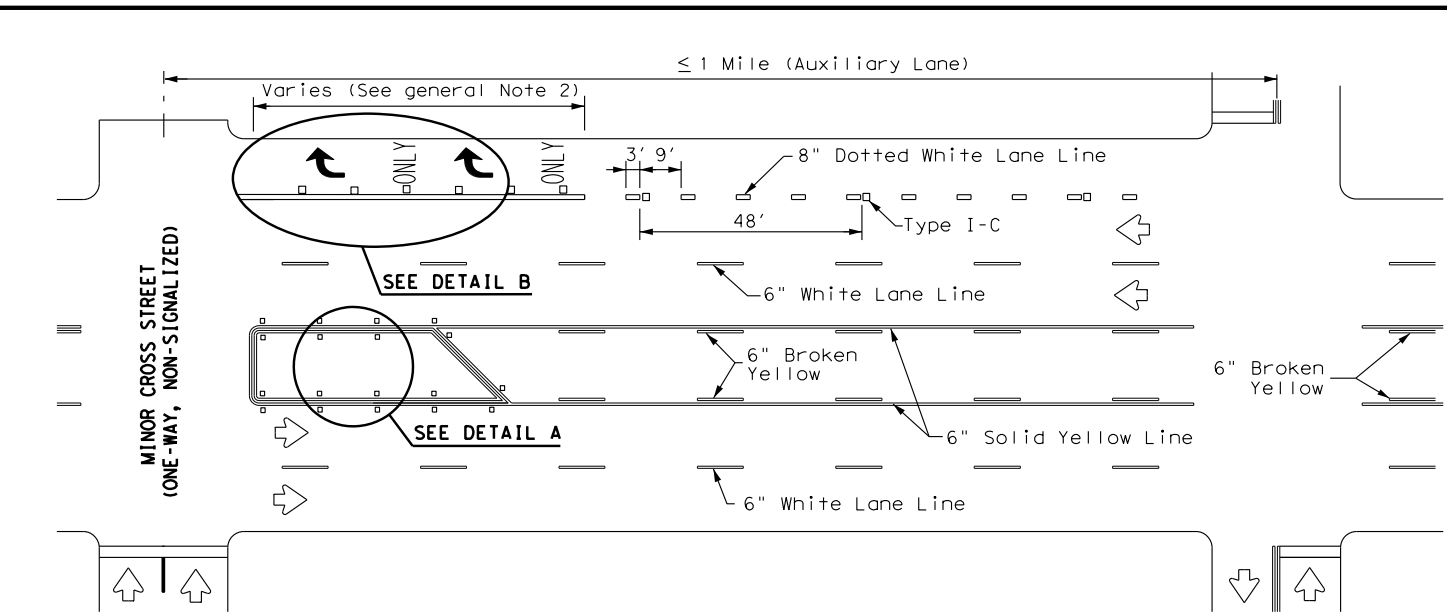 ≤ 1 Mile (Auxiliary Lane)
Varies (See general Note 2)
ONLY
ONLY
3' 9'
8" Dotted White Lane Line
48'
Type I-C
SEE DETAIL B
6" White Lane Line
MINOR CROSS STREET
(ONE-WAY, NON-SIGNALIZED)
6" Broken
Yellow
6" Broken
Yellow
SEE DETAIL A
6" Solid Yellow Line
6" White Lane Line